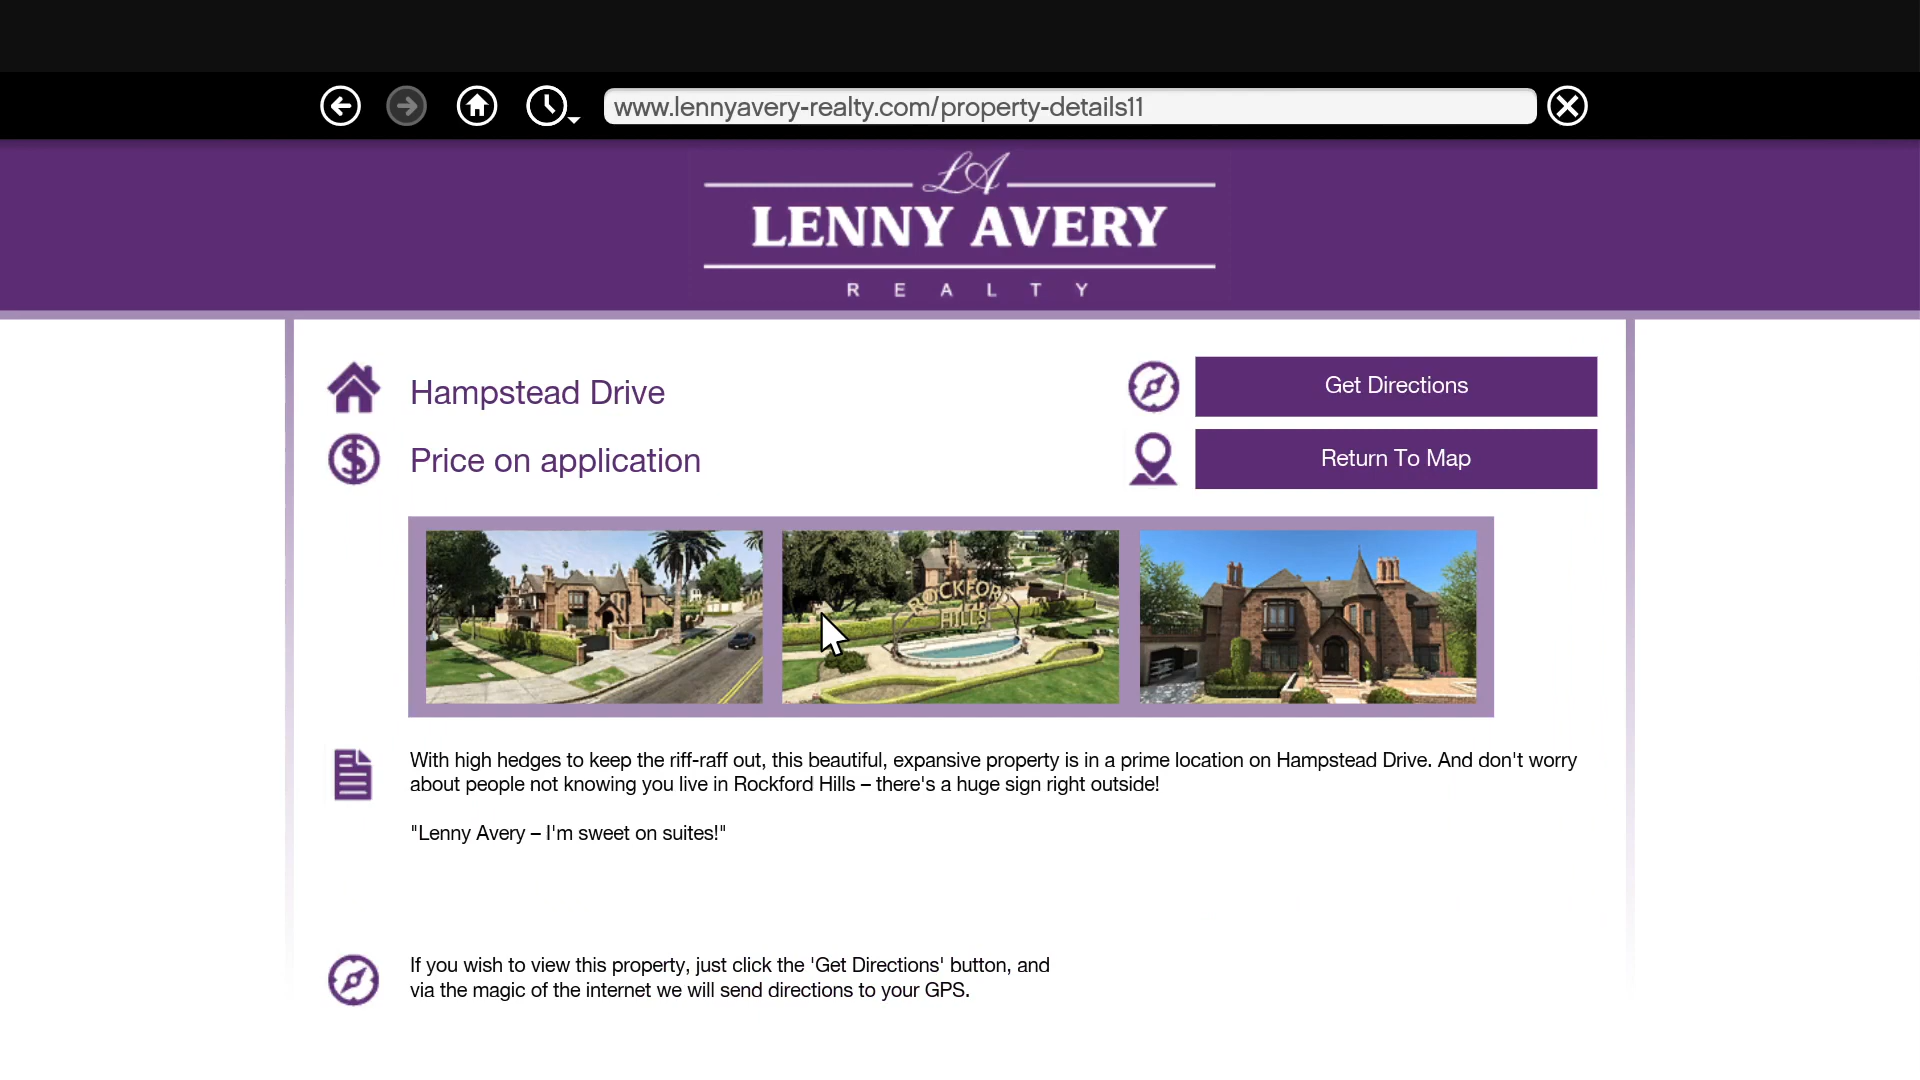 www.lennyavery-realty.com/property-details11
LA
LENNY AVERY
REALTY
Hampstead Drive
Get Directions
Price on application
Return To Map
ROCKFORD
HILLS
With high hedges to keep the riff-raff out, this beautiful, expansive property is in a prime location on Hampstead Drive. And don't worry
about people not knowing you live in Rockford Hills – there's a huge sign right outside!
"Lenny Avery – I'm sweet on suites!"
If you wish to view this property, just click the 'Get Directions' button, and
via the magic of the internet we will send directions to your GPS.